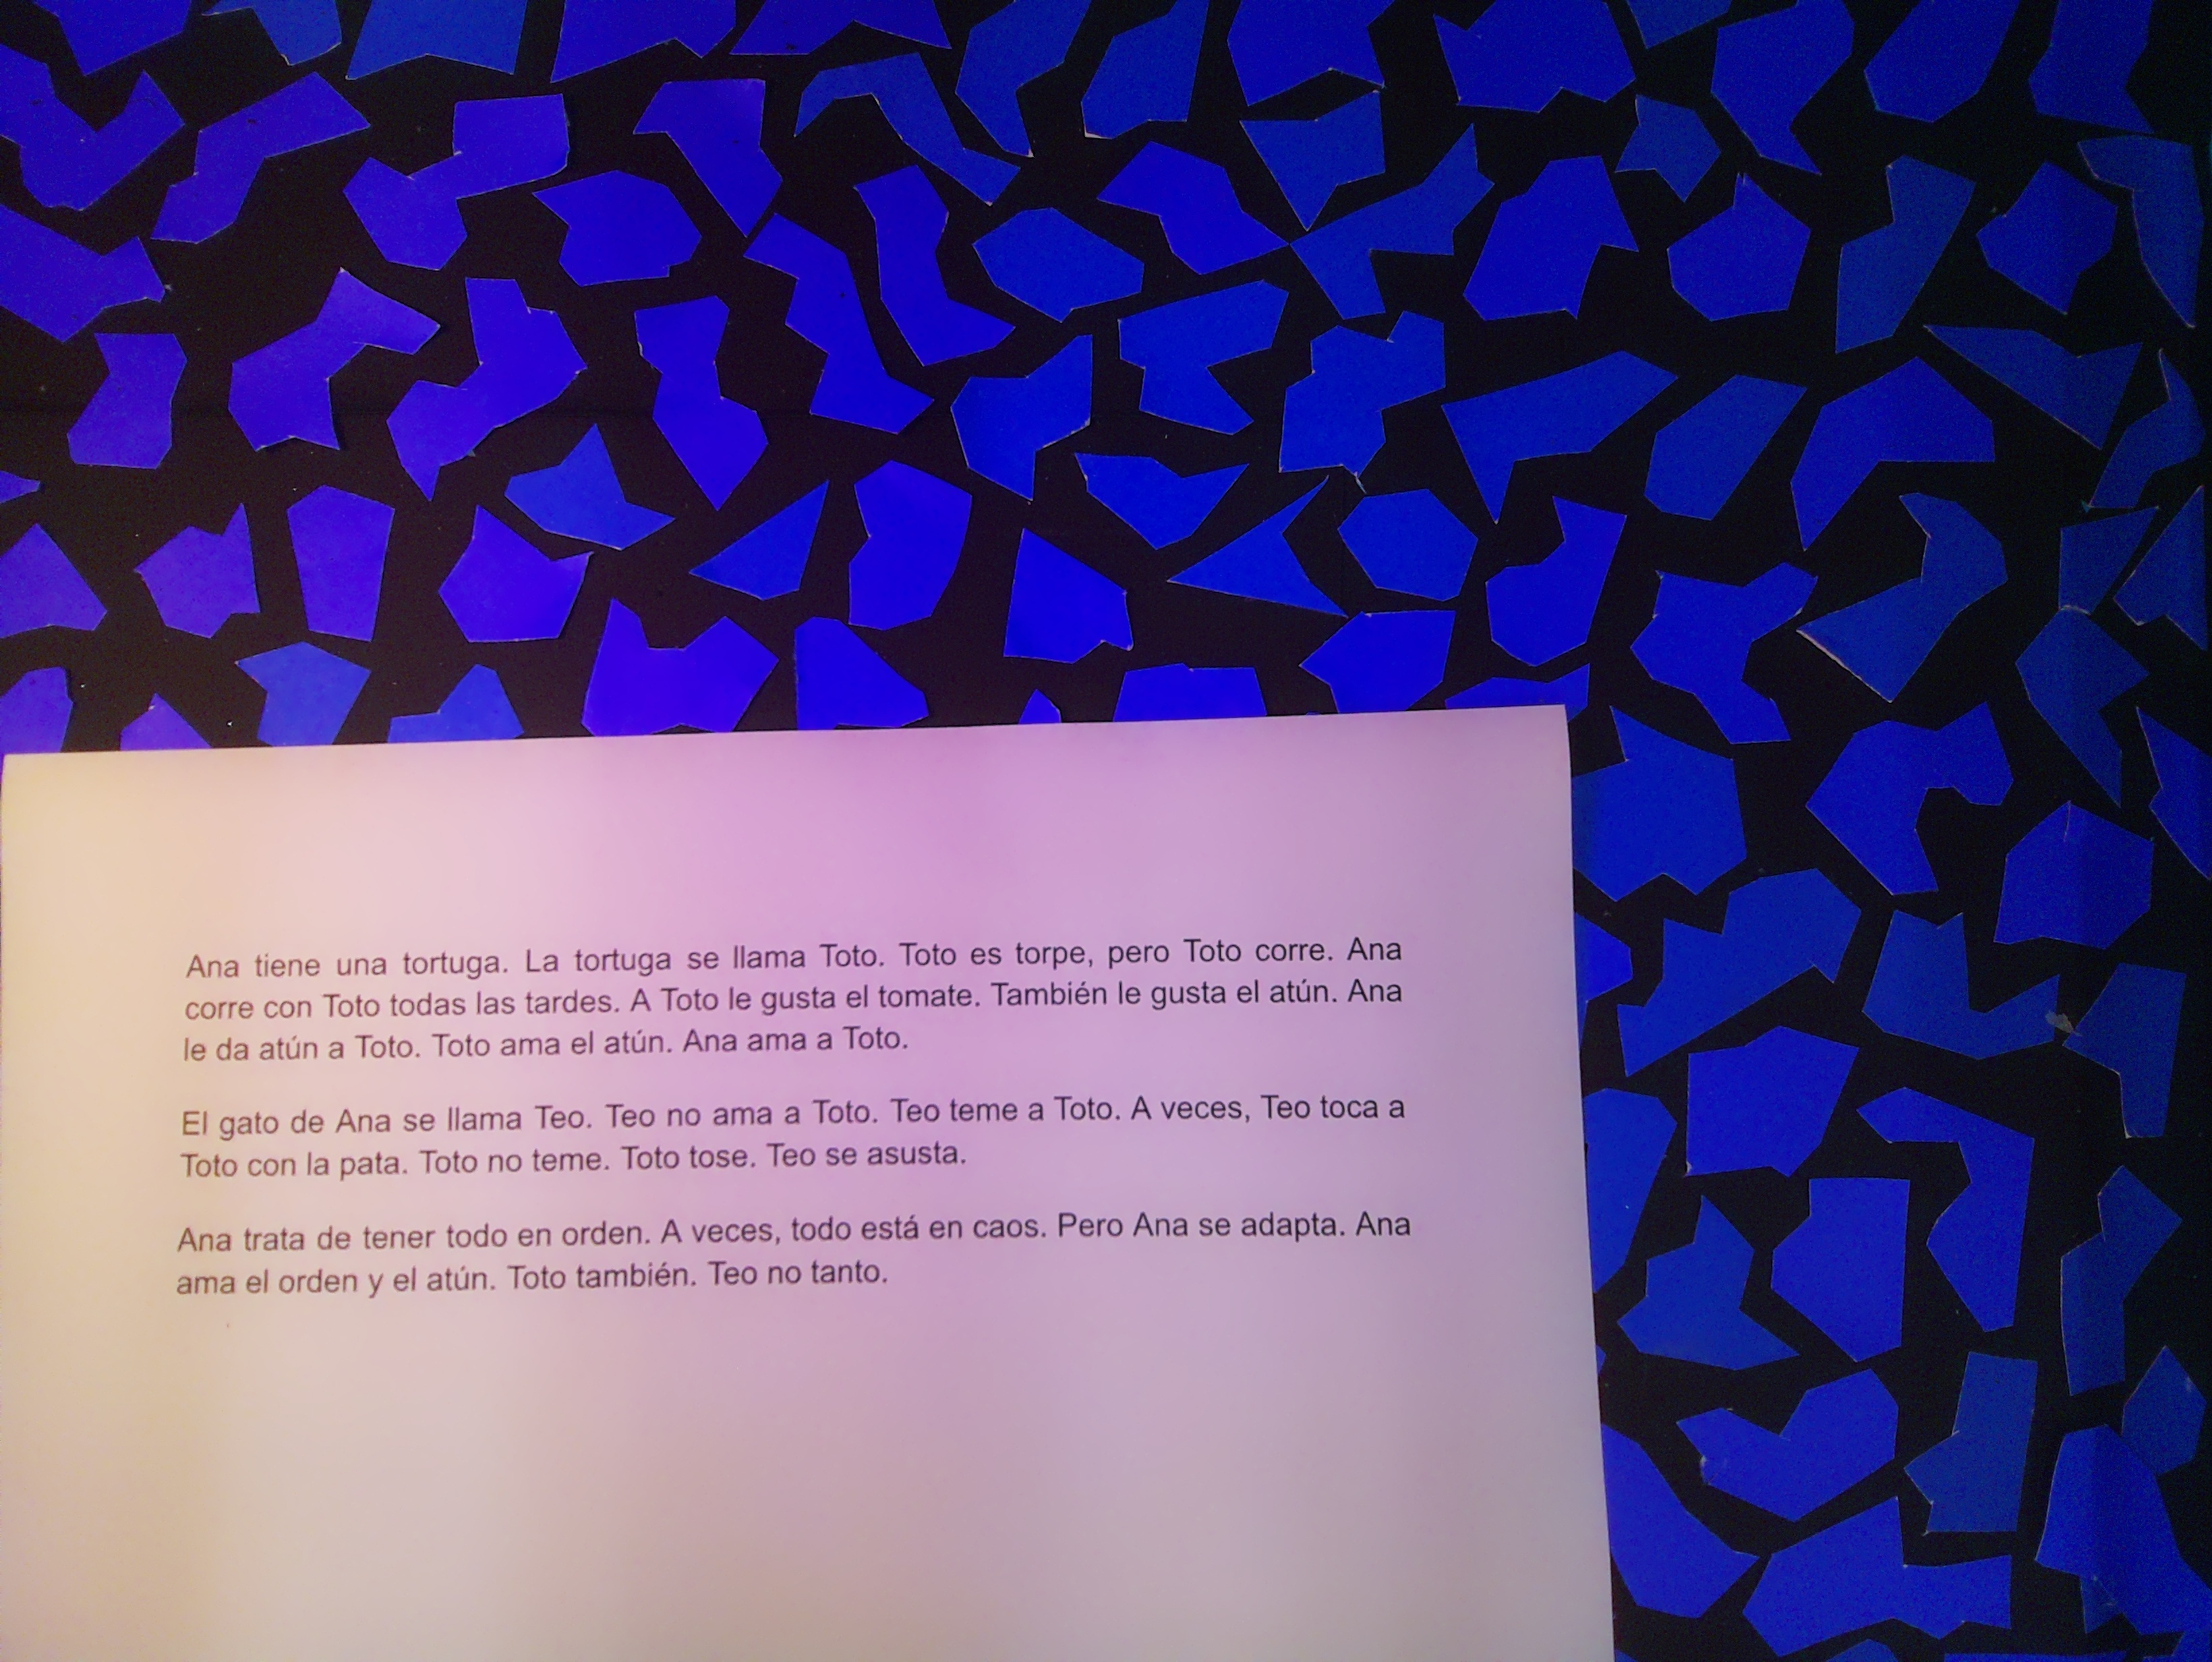 Ana tiene una tortuga. La tortuga se llama Toto. Toto es torpe, pero Toto corre. Ana
corre con Toto todas las tardes. A Toto le gusta el tomate. También le gusta el atún. Ana
le da atún a Toto. Toto ama el atún. Ana ama a Toto.
El gato de Ana se llama Teo. Teo no ama a Toto. Teo teme a Toto. A veces, Teo toca a
Toto con la pata. Toto no teme. Toto tose. Teo se asusta.
Ana trata de tener todo en orden. A veces, todo está en caos. Pero Ana se adapta. Ana
ama el orden y el atún. Toto también. Teo no tanto.